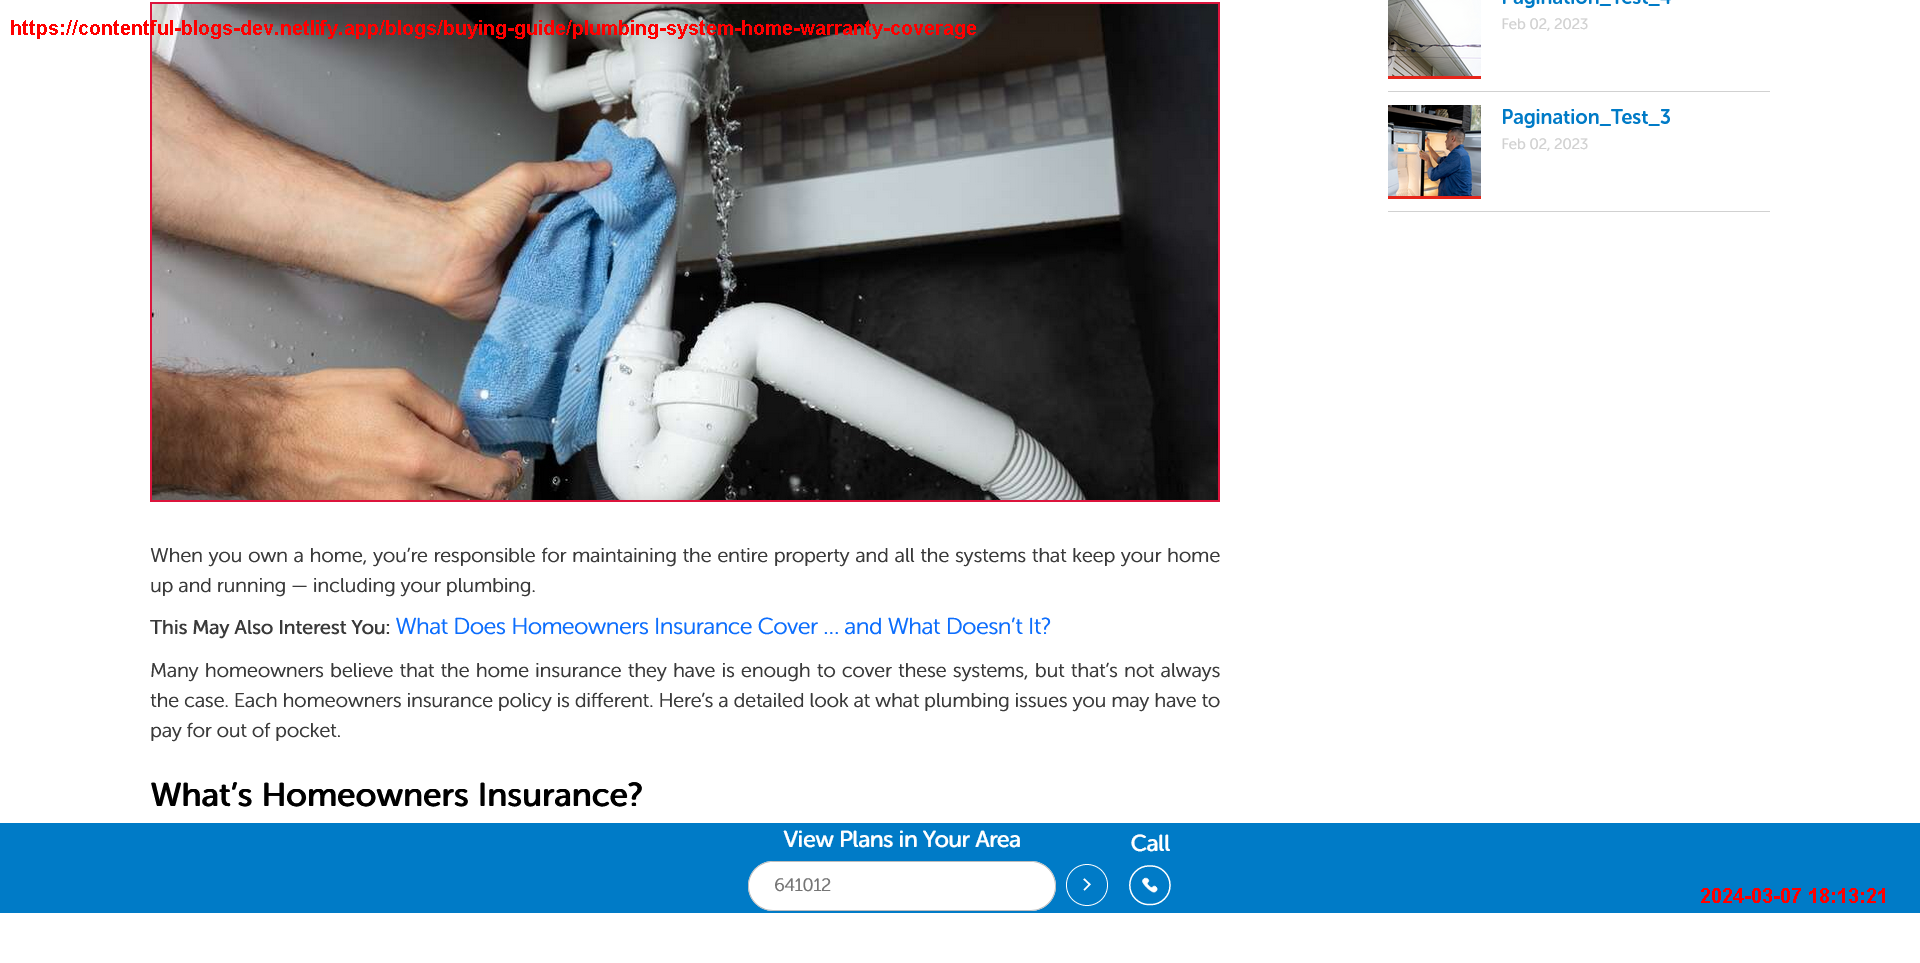 https://contentful-blogs-dev.netlify.app/blogs/buying-guide/plumbing-system-home-warranty-coverage
Pagination_Test_4
Feb 02, 2023
Pagination_Test_3
Feb 02, 2023
When you own a home, you’re responsible for maintaining the entire property and all the systems that keep your home
up and running — including your plumbing.
This May Also Interest You: What Does Homeowners Insurance Cover … and What Doesn’t It?
Many homeowners believe that the home insurance they have is enough to cover these systems, but that’s not always
the case. Each homeowners insurance policy is different. Here’s a detailed look at what plumbing issues you may have to
pay for out of pocket.
What’s Homeowners Insurance?
View Plans in Your Area
Call
641012
2024-03-07 18:13:21